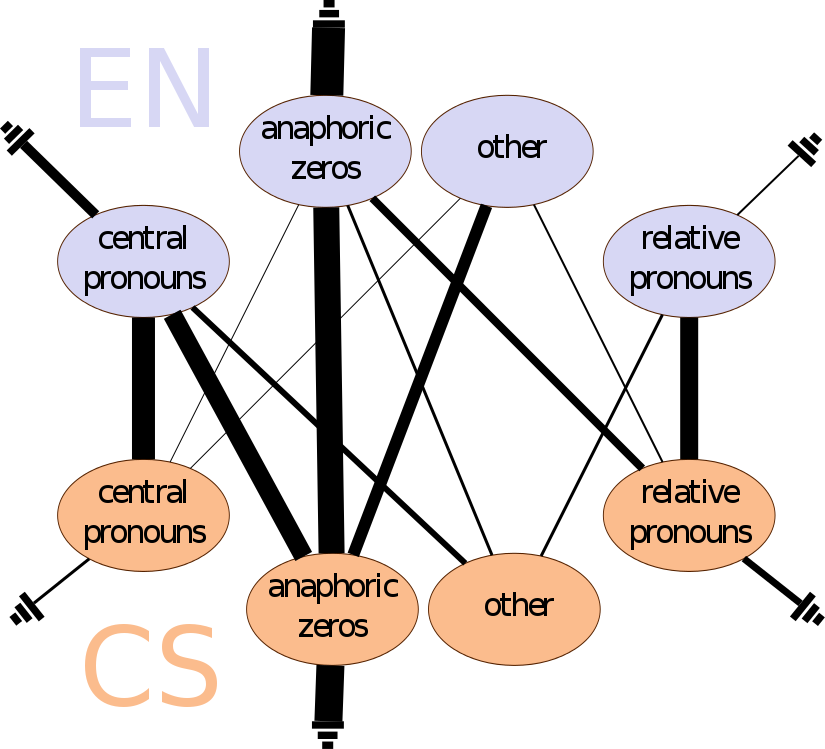 EN
anaphoric
zeros
other
central
pronouns
relative
pronouns
central
pronouns
relative
pronouns
anaphoric
zeros
other
CS